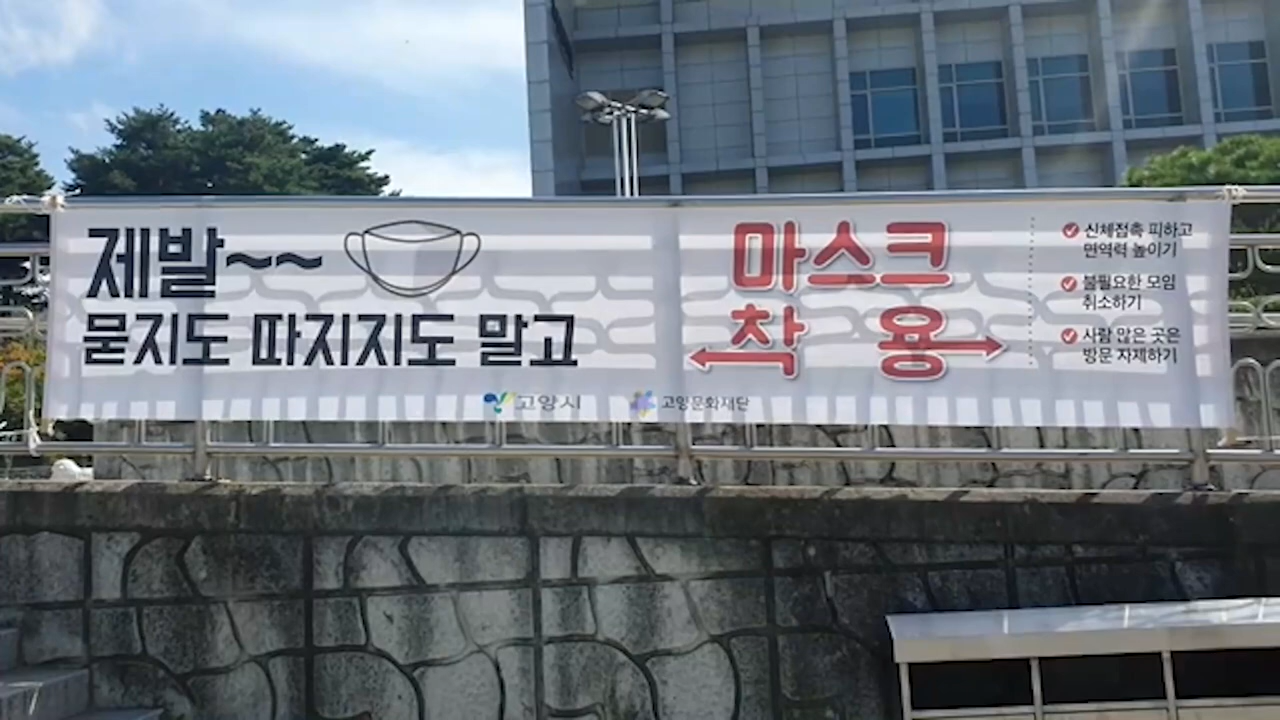 제발~~
묻지도 따지지도 말고
마스크
착 용
신체접촉 피하고
면역력 높이기
불필요한 모임
취소하기
사람 많은 곳은
방문 자제하기
고양시
고양문화재단